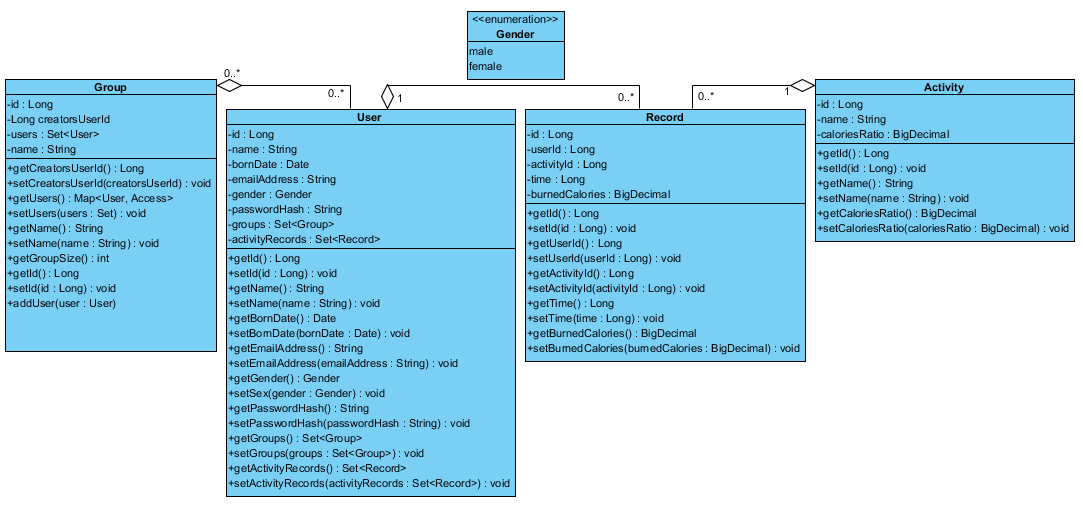 <<enumeration>>
Gender
male
female
0..*
0..*
1
0..*
0..*
1
Group
-id : Long
-Long creatorsUserId
-users : Set<User>
-name : String
+getCreatorsUserId() : Long
+setCreatorsUserId(creatorsUserId) : void
+getUsers() : Map<User, Access>
+setUsers(users : Set) : void
+getName() : String
+setName(name : String) : void
+getGroupSize() : int
+getId() : Long
+setId(id : Long) : void
+addUser(user : User)
User
-id : Long
-name : String
-bornDate : Date
-emailAddress : String
-gender : Gender
-passwordHash : String
-groups : Set<Group>
-activityRecords : Set<Record>
+getId() : Long
+setId(id : Long) : void
+getName() : String
+setName(name : String) : void
+getBornDate() : Date
+setBornDate(bornDate : Date) : void
+getEmailAddress() : String
+setEmailAddress(emailAddress : String) : void
+getGender() : Gender
+setSex(gender : Gender) : void
+getPasswordHash() : String
+setPasswordHash(passwordHash : String) : void
+getGroups() : Set<Group>
+setGroups(groups : Set<Group>) : void
+getActivityRecords() : Set<Record>
+setActivityRecords(activityRecords : Set<Record>) : void
Record
-id : Long
-userId : Long
-activityId : Long
-time : Long
-burnedCalories : BigDecimal
+getId() : Long
+setId(id : Long) : void
+getUserId() : Long
+setUserId(userId : Long) : void
+getActivityId() : Long
+setActivityId(activityId : Long) : void
+getTime() : Long
+setTime(time : Long) : void
+getBurnedCalories() : BigDecimal
+setBurnedCalories(burnedCalories : BigDecimal) : void
Activity
-id : Long
-name : String
-caloriesRatio : BigDecimal
+getId() : Long
+setId(id : Long) : void
+getName() : String
+setName(name : String) : void
+getCaloriesRatio() : BigDecimal
+setCaloriesRatio(caloriesRatio : BigDecimal) : void